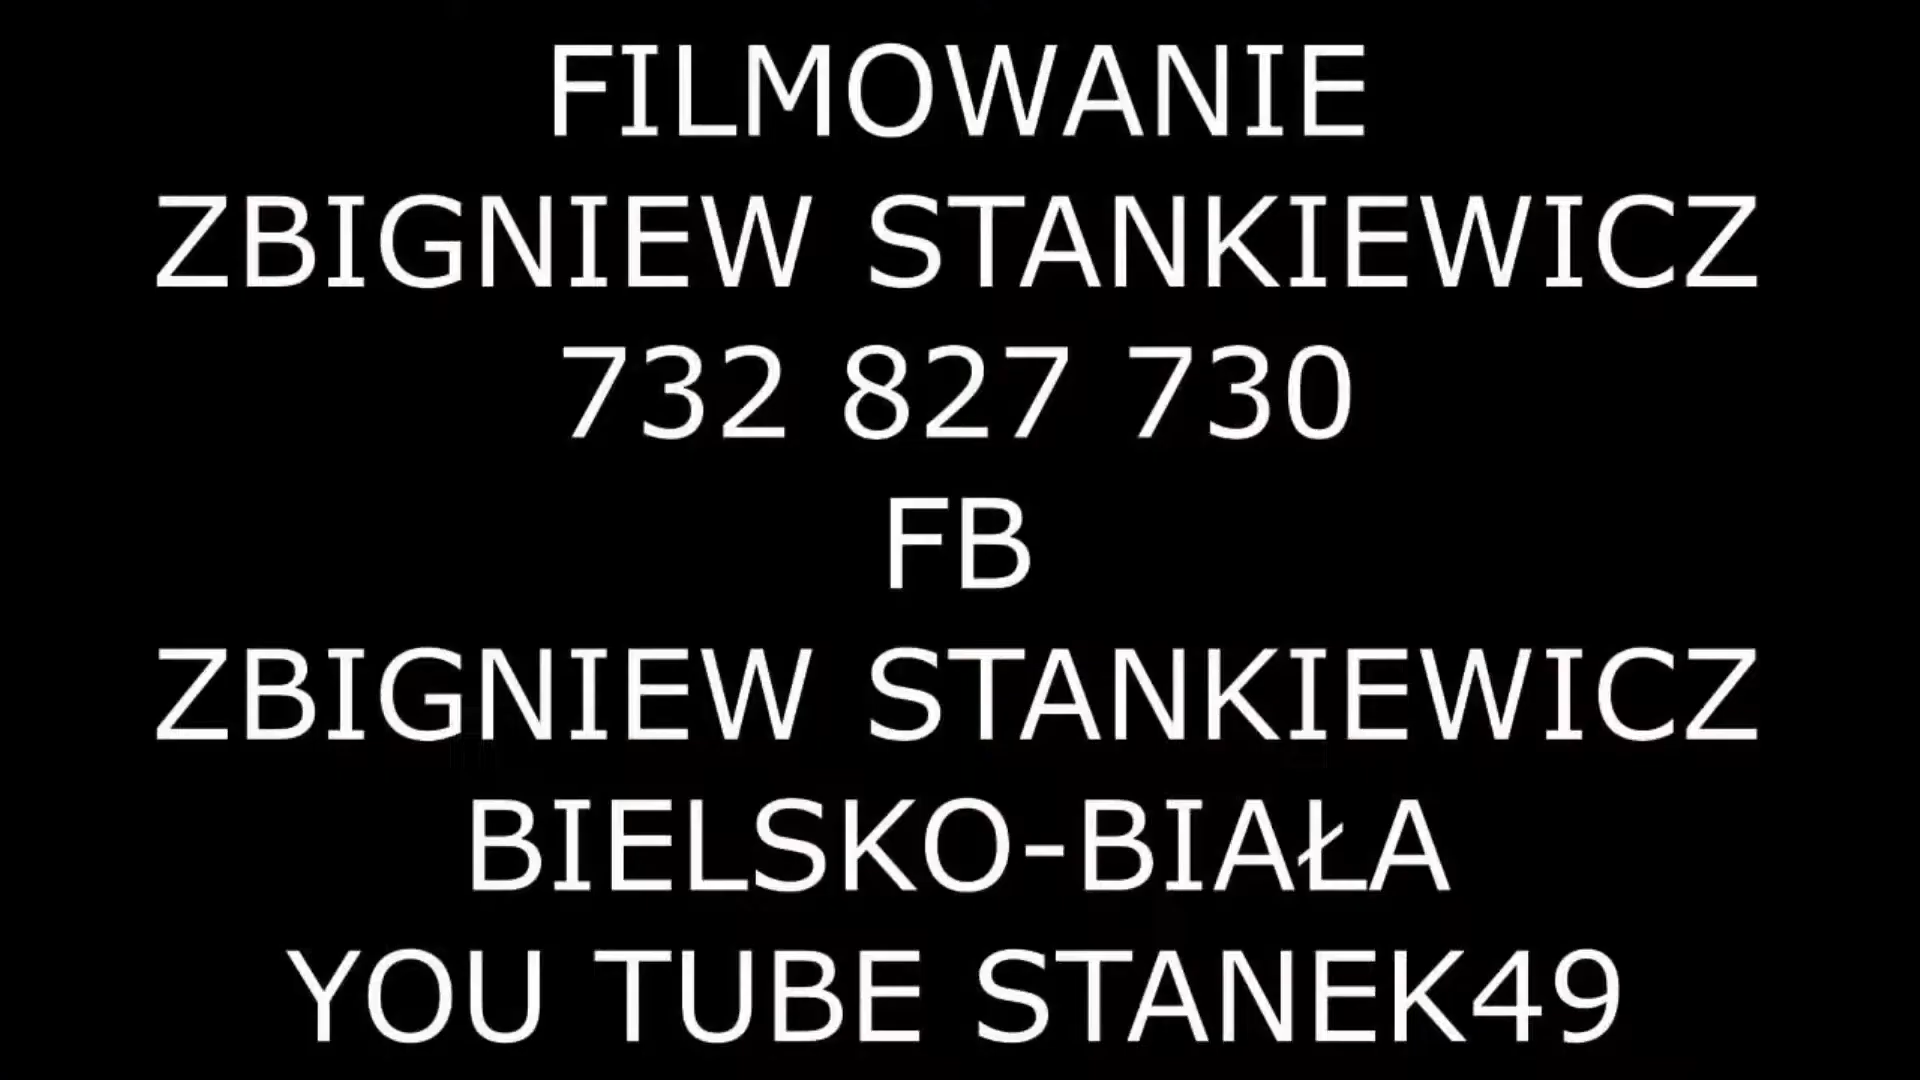 FILMOWANIE
ZBIGNIEW STANKIEWICZ
732 827 730
FB
ZBIGNIEW STANKIEWICZ
BIELSKO-BIAŁA
YOU TUBE STANEK49